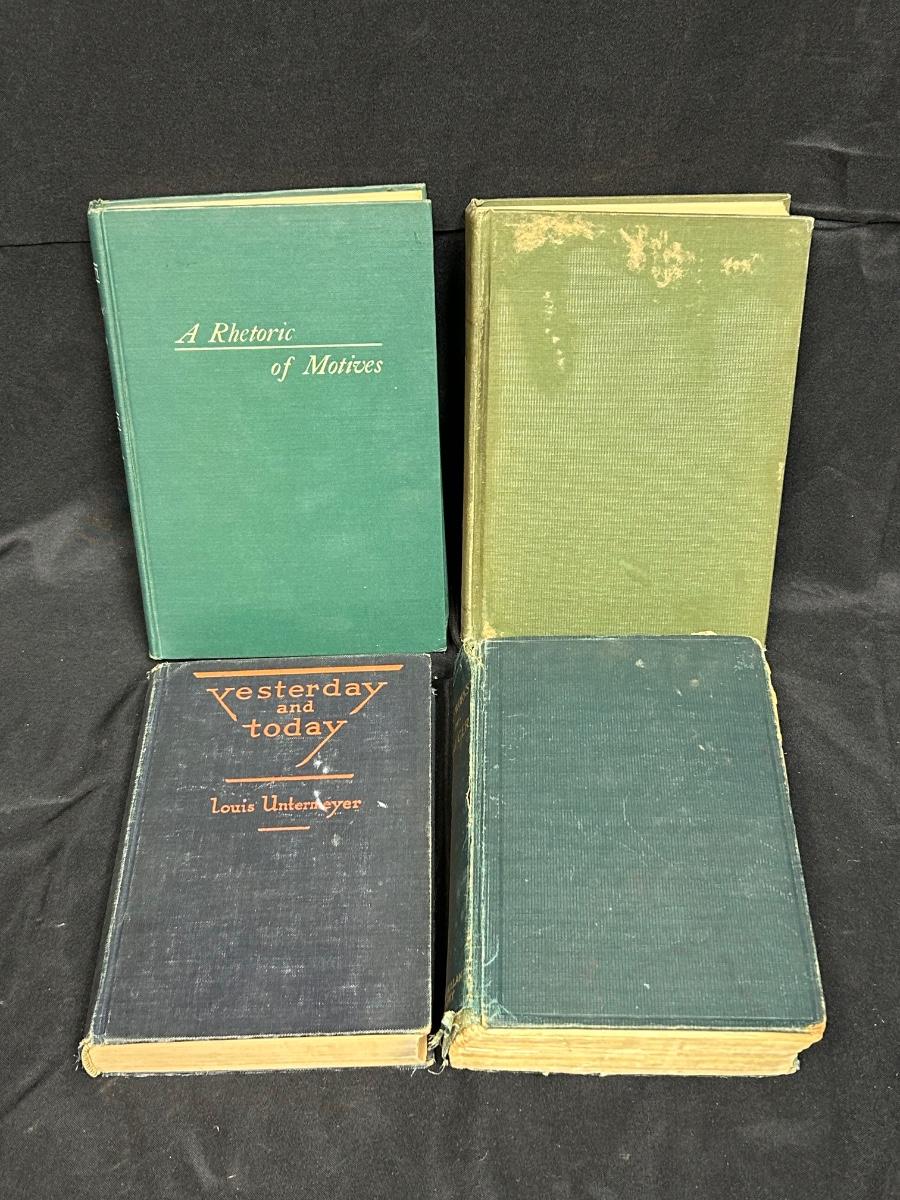 A Rhetoric
of Motives
yesterday
and
today
Louis Untermeyer